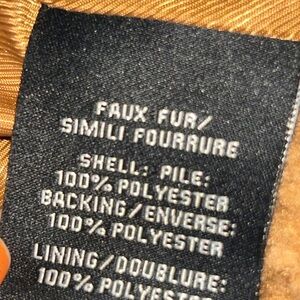 FAUX FUR/
SIMILI FOURRURE
SHELL: PILE:
100% POLYESTER
BACKING/ENVERSE:
100% POLYESTER
LINING/DOUBLURE:
100% POLYESTER